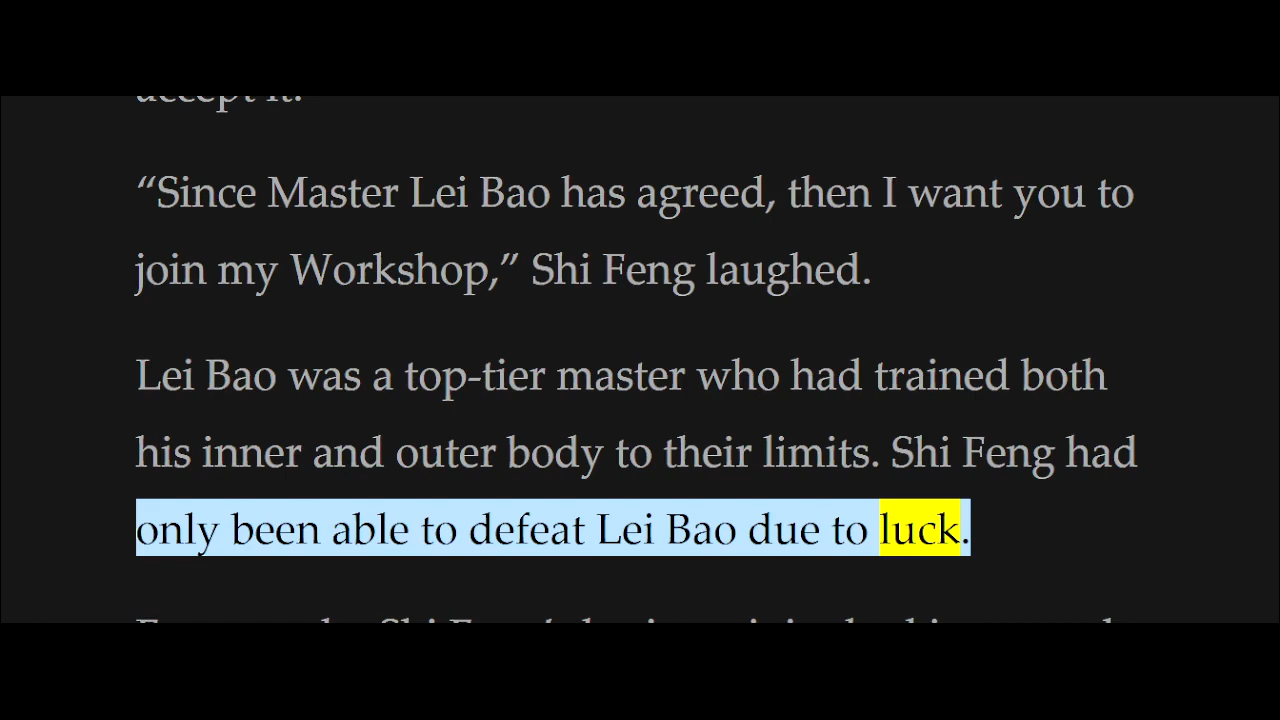 accept it.
“Since Master Lei Bao has agreed, then I want you to
join my Workshop,” Shi Feng laughed.
Lei Bao was a top-tier master who had trained both
his inner and outer body to their limits. Shi Feng had
only been able to defeat Lei Bao due to luck.